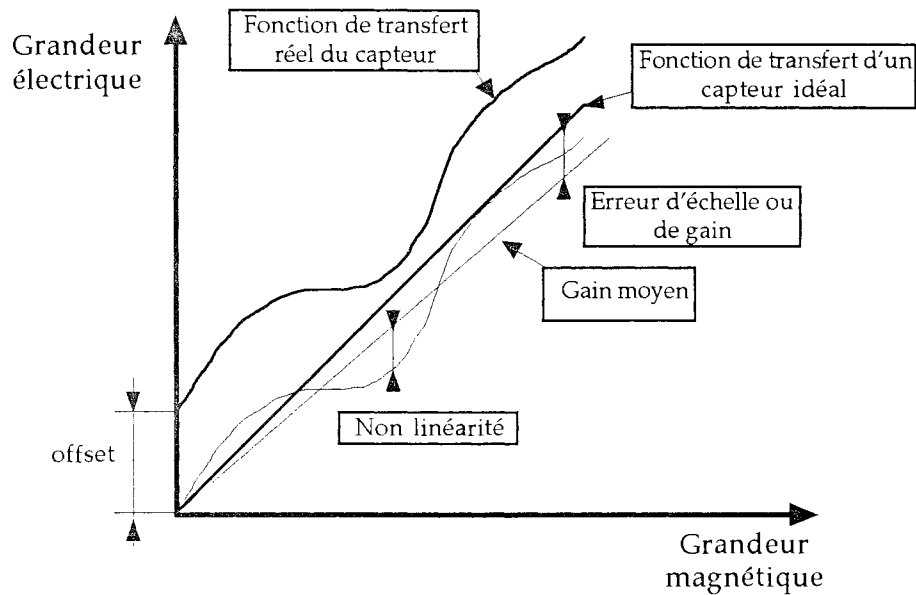 Grandeur
électrique
Fonction de transfert
réel du capteur
Fonction de transfert d'un
capteur idéal
Erreur d'échelle ou
de gain
Gain moyen
Non linéarité
offset
Grandeur
magnétique